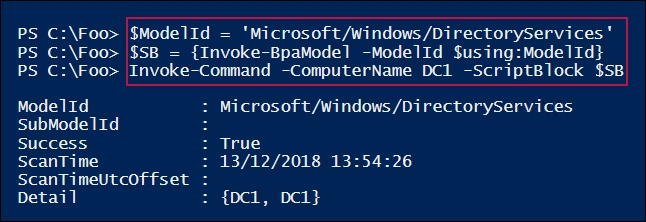 PS C:\Foo> $ModelId = 'Microsoft/Windows/DirectoryServices'
PS C:\Foo> $SB = {Invoke-BpaModel -ModelId $using:ModelId}
PS C:\Foo> Invoke-Command -ComputerName DC1 -ScriptBlock $SB
ModelId : Microsoft/Windows/DirectoryServices
SubModelId :
Success : True
ScanTime : 13/12/2018 13:54:26
ScanTimeUtcOffset :
Detail : {DC1, DC1}